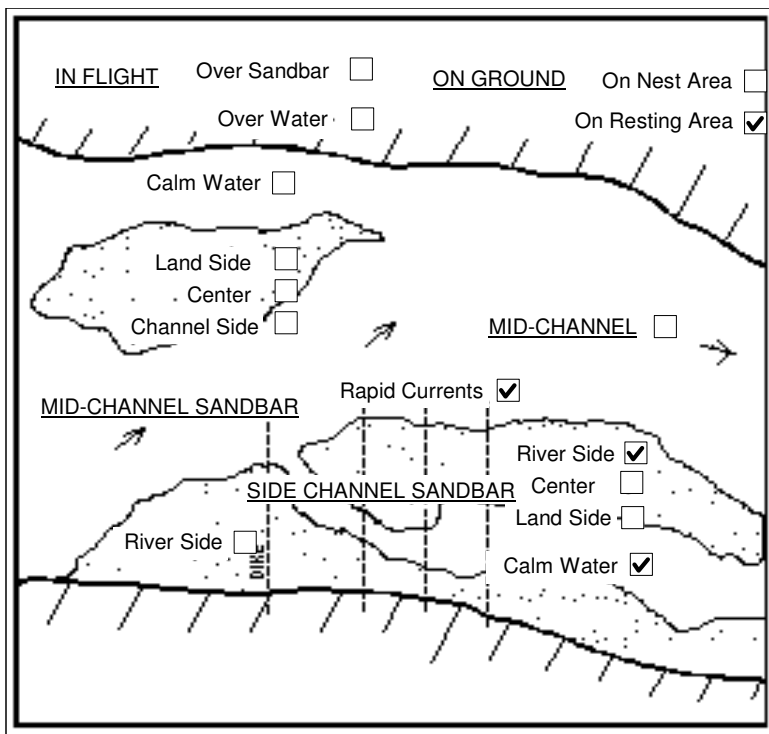 IN FLIGHT
Over Sandbar
ON GROUND
On Nest Area
Over Water
On Resting Area
Calm Water
Land Side
Center
Channel Side
MID-CHANNEL
Rapid Currents
MID-CHANNEL SANDBAR
River Side
SIDE CHANNEL SANDBAR
Center
Land Side
River Side
DIKE
Calm Water